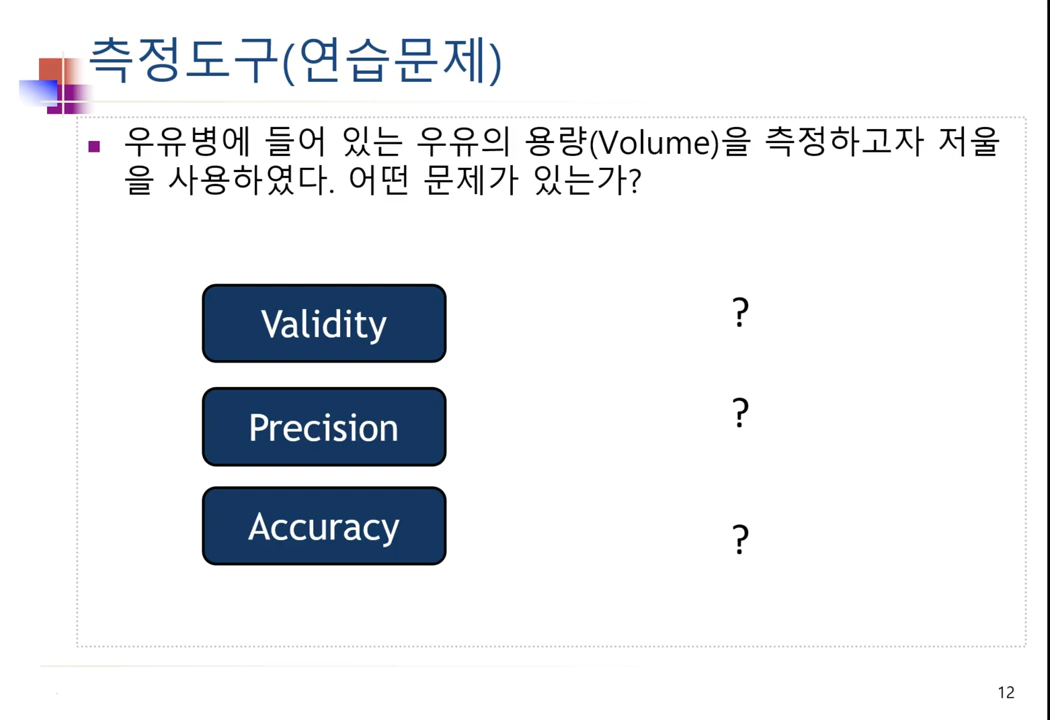 측정도구(연습문제)
우유병에 들어 있는 우유의 용량(Volume)을 측정하고자 저울
을 사용하였다. 어떤 문제가 있는가?
Validity
?
Precision
?
Accuracy
?
12